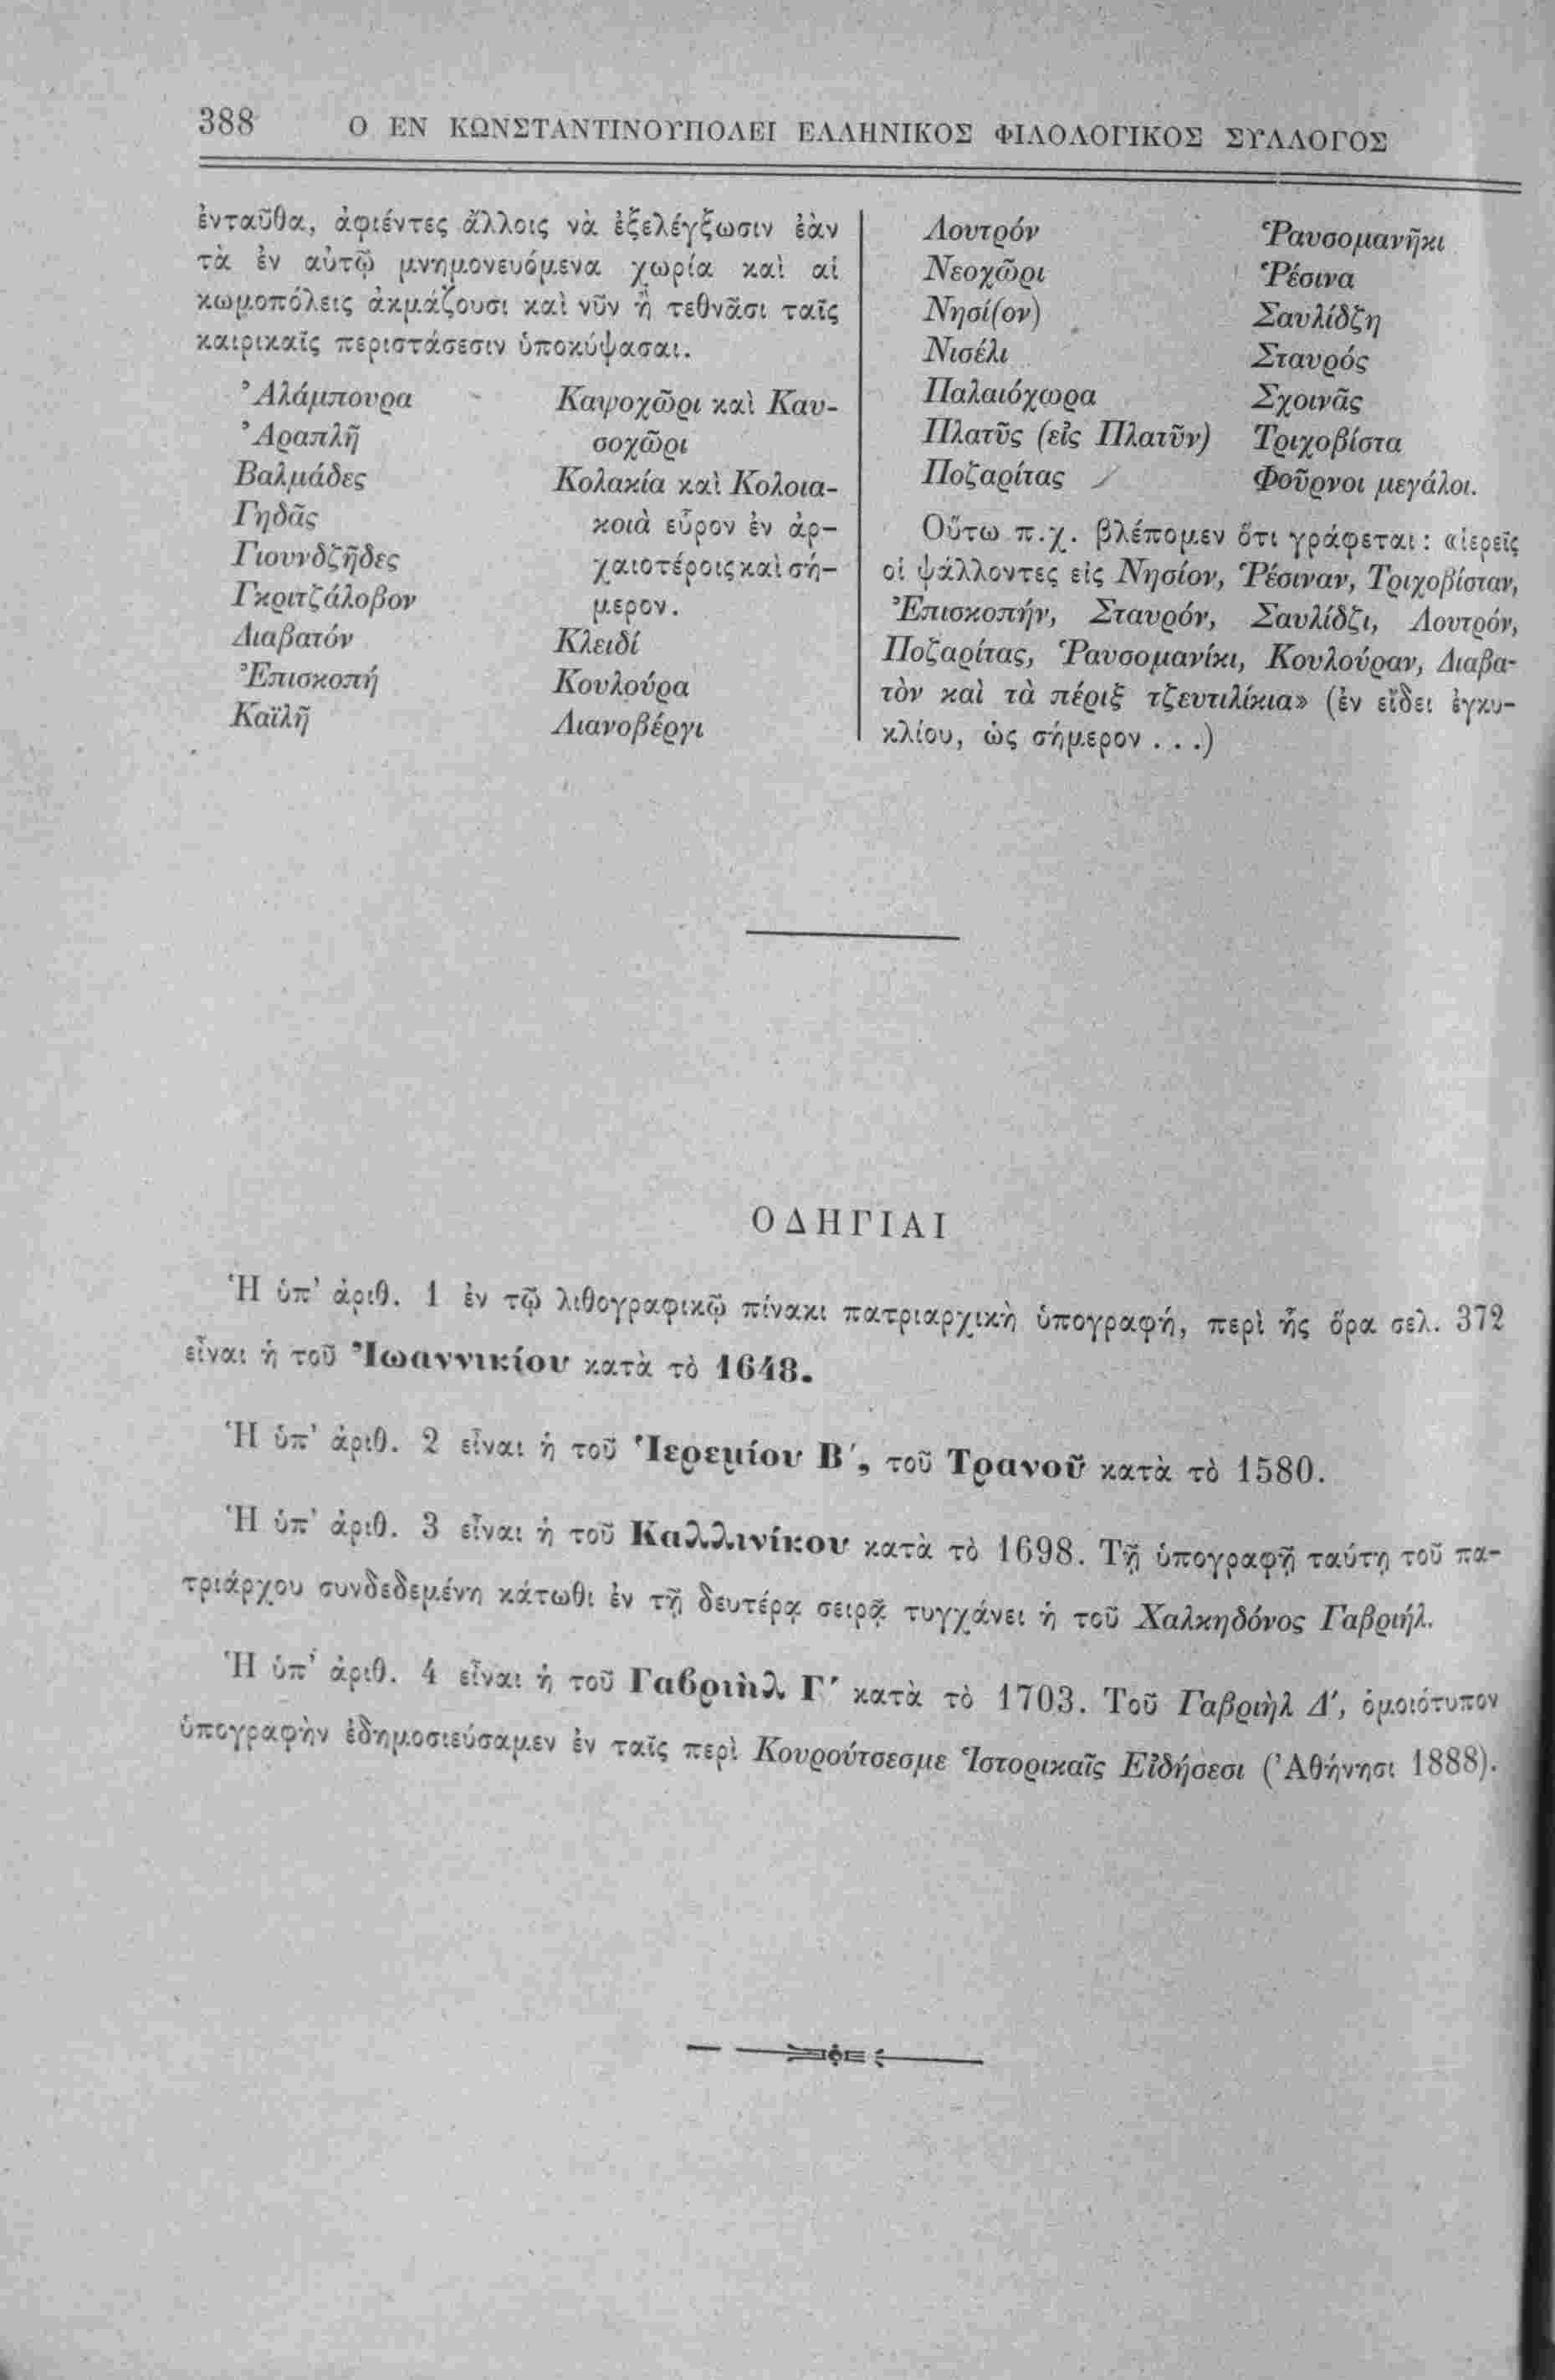 388 Ο ΕΝ ΚΩΝΣΤΑΝΤΙΝΟΥΠΟΛΕΙ ΕΛΛΗΝΙΚΟΣ ΦΙΛΟΛΟΓΙΚΟΣ ΣΥΛΛΟΓΟΣ
ἐνταῦθα, ἀφιέντες ἄλλοις νὰ ἐξελέγξωσιν ἐὰν
τὰ ἐν αὐτῷ μνημονευόμενα χωρία καὶ αἱ
κωμοπόλεις ἀκμάζουσι καὶ νῦν ἢ τεθνᾶσι ταῖς
καιρικαῖς περιστάσεσιν ὑποκύψασαι.
Ἀλάμπουρα
Ἀραπλῆ
Βαλμάδες
Γηδᾶς
Γιουνδζῆδες
Γκριτζάλοβον
Διαβατόν
Ἐπισκοπή
Καϊλῆ
Καψοχῶρι καὶ Καυ-
σοχῶρι
Κολακία καὶ Κολοια-
κοιὰ εὗρον ἐν ἀρ-
χαιοτέροις καὶ σή-
μερον.
Κλειδί
Κουλούρα
Λιανοβέργι
Λουτρόν
Νεοχῶρι
Νησί(ον)
Νισέλι
Παλαιόχωρα
Πλατῦς (εἰς Πλατῦν)
Ποζαρίτας
Ῥαυσομανῆκι
Ῥέσινα
Σαυλίδζη
Σταυρός
Σχοινᾶς
Τριχοβίστα
Φοῦρνοι μεγάλοι.
Οὕτω π.χ. βλέπομεν ὅτι γράφεται: «ἱερεῖς
οἱ ψάλλοντες εἰς Νησίον, Ῥέσιναν, Τριχοβίσταν,
Ἐπισκοπήν, Σταυρόν, Σαυλίδζι, Λουτρόν,
Ποζαρίτας, Ῥαυσομανίκι, Κουλούραν, Διαβα-
τὸν καὶ τὰ πέριξ τζευτιλίκια» (ἐν εἴδει ἐγκυ-
κλίου, ὡς σήμερον . . .)
ΟΔΗΓΙΑΙ
Ἡ ὑπ' ἀριθ. 1 ἐν τῷ λιθογραφικῷ πίνακι πατριαρχικὴ ὑπογραφή, περὶ ἧς ὅρα σελ. 372
εἶναι ἡ τοῦ Ἰωαννικίου κατὰ τὸ 1648.
Ἡ ὑπ' ἀριθ. 2 εἶναι ἡ τοῦ Ἱερεμίου Β΄, τοῦ Τρανοῦ κατὰ τὸ 1580.
Ἡ ὑπ' ἀριθ. 3 εἶναι ἡ τοῦ Καλλινίκου κατὰ τὸ 1698. Τῇ ὑπογραφῇ ταύτῃ τοῦ πα-
τριάρχου συνδεδεμένη κάτωθι ἐν τῇ δευτέρᾳ σειρᾷ τυγχάνει ἡ τοῦ Χαλκηδόνος Γαβριήλ.
Ἡ ὑπ' ἀριθ. 4 εἶναι ἡ τοῦ Γαβριὴλ Γ΄ κατὰ τὸ 1703. Τοῦ Γαβριὴλ Δ΄, ὁμοιότυπον
ὑπογραφὴν ἐδημοσιεύσαμεν ἐν ταῖς περὶ Κουρούτσεσμε Ἱστορικαῖς Εἰδήσεσι (Ἀθήνησι 1888).